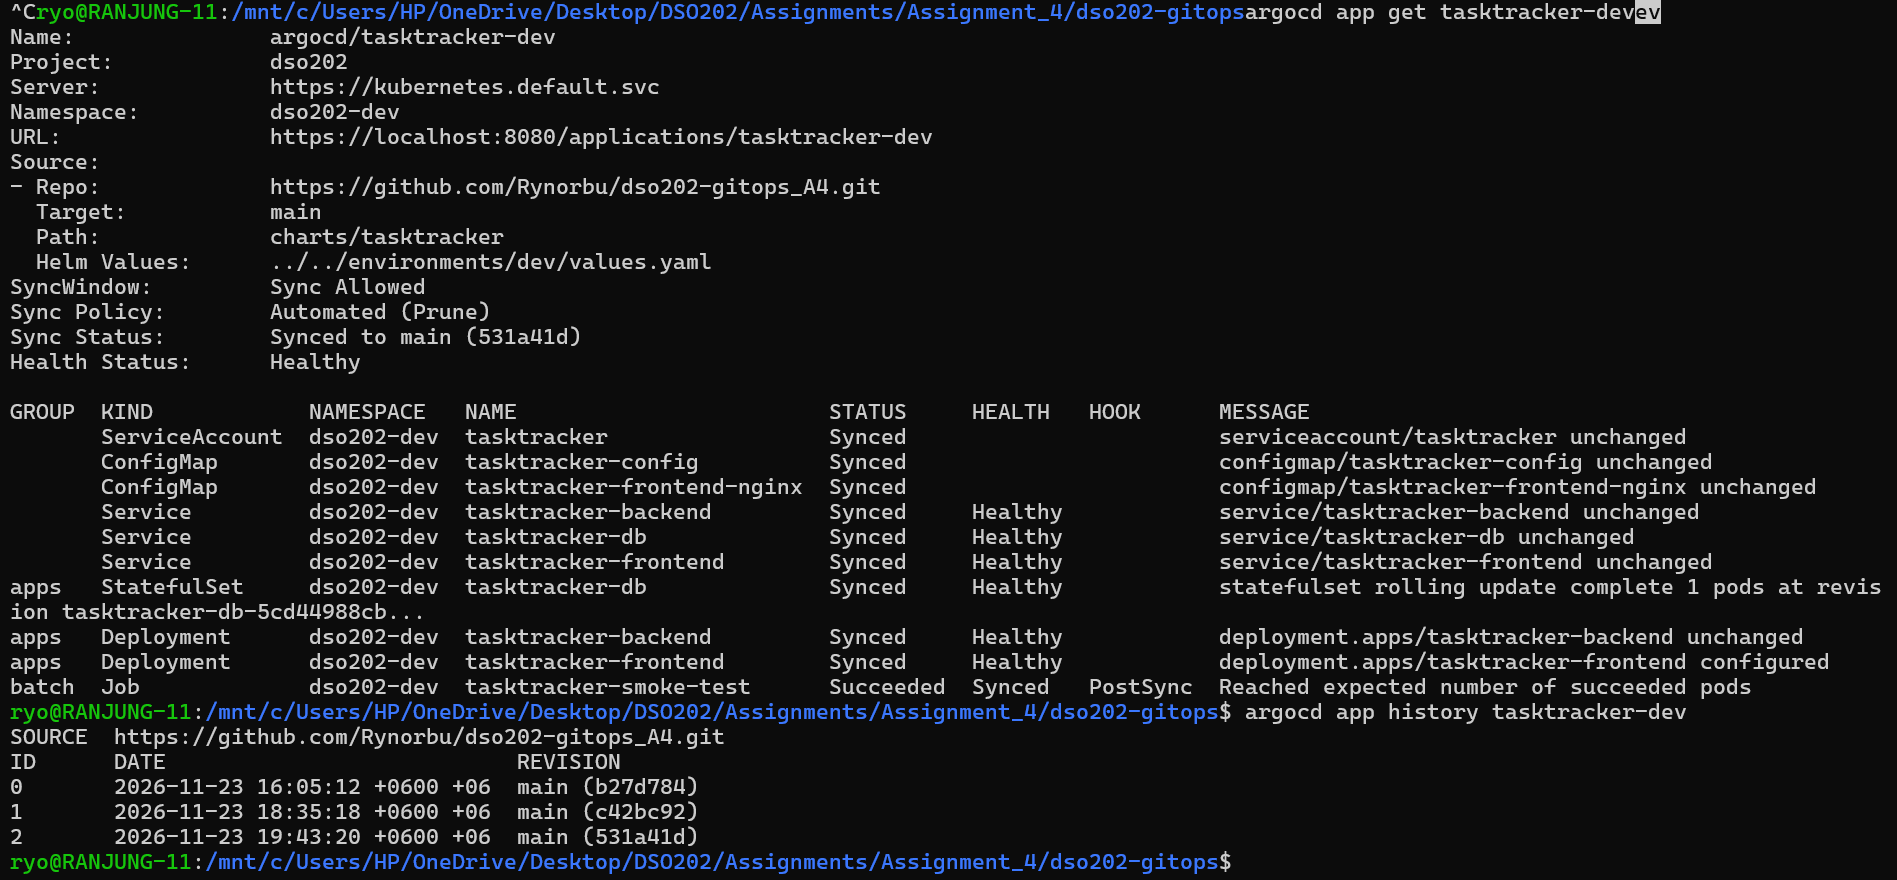 ^Cryo@RANJUNG-11:/mnt/c/Users/HP/OneDrive/Desktop/DSO202/Assignments/Assignment_4/dso202-gitopsargocd app get tasktracker-devev
Name:               argocd/tasktracker-dev
Project:            dso202
Server:             https://kubernetes.default.svc
Namespace:          dso202-dev
URL:                https://localhost:8080/applications/tasktracker-dev
Source:
- Repo:             https://github.com/Rynorbu/dso202-gitops_A4.git
  Target:           main
  Path:             charts/tasktracker
  Helm Values:      ../../environments/dev/values.yaml
SyncWindow:         Sync Allowed
Sync Policy:        Automated (Prune)
Sync Status:        Synced to main (531a41d)
Health Status:      Healthy

GROUP  KIND            NAMESPACE   NAME                        STATUS     HEALTH   HOOK      MESSAGE
       ServiceAccount  dso202-dev  tasktracker                 Synced                        serviceaccount/tasktracker unchanged
       ConfigMap       dso202-dev  tasktracker-config          Synced                        configmap/tasktracker-config unchanged
       ConfigMap       dso202-dev  tasktracker-frontend-nginx  Synced                        configmap/tasktracker-frontend-nginx unchanged
       Service         dso202-dev  tasktracker-backend         Synced     Healthy            service/tasktracker-backend unchanged
       Service         dso202-dev  tasktracker-db              Synced     Healthy            service/tasktracker-db unchanged
       Service         dso202-dev  tasktracker-frontend        Synced     Healthy            service/tasktracker-frontend unchanged
apps   StatefulSet     dso202-dev  tasktracker-db              Synced     Healthy            statefulset rolling update complete 1 pods at revis
ion tasktracker-db-5cd44988cb...
apps   Deployment      dso202-dev  tasktracker-backend         Synced     Healthy            deployment.apps/tasktracker-backend unchanged
apps   Deployment      dso202-dev  tasktracker-frontend        Synced     Healthy            deployment.apps/tasktracker-frontend configured
batch  Job             dso202-dev  tasktracker-smoke-test      Succeeded  Synced   PostSync  Reached expected number of succeeded pods
ryo@RANJUNG-11:/mnt/c/Users/HP/OneDrive/Desktop/DSO202/Assignments/Assignment_4/dso202-gitops$ argocd app history tasktracker-dev
SOURCE  https://github.com/Rynorbu/dso202-gitops_A4.git
ID      DATE                           REVISION
0       2026-11-23 16:05:12 +0600 +06  main (b27d784)
1       2026-11-23 18:35:18 +0600 +06  main (c42bc92)
2       2026-11-23 19:43:20 +0600 +06  main (531a41d)
ryo@RANJUNG-11:/mnt/c/Users/HP/OneDrive/Desktop/DSO202/Assignments/Assignment_4/dso202-gitops$